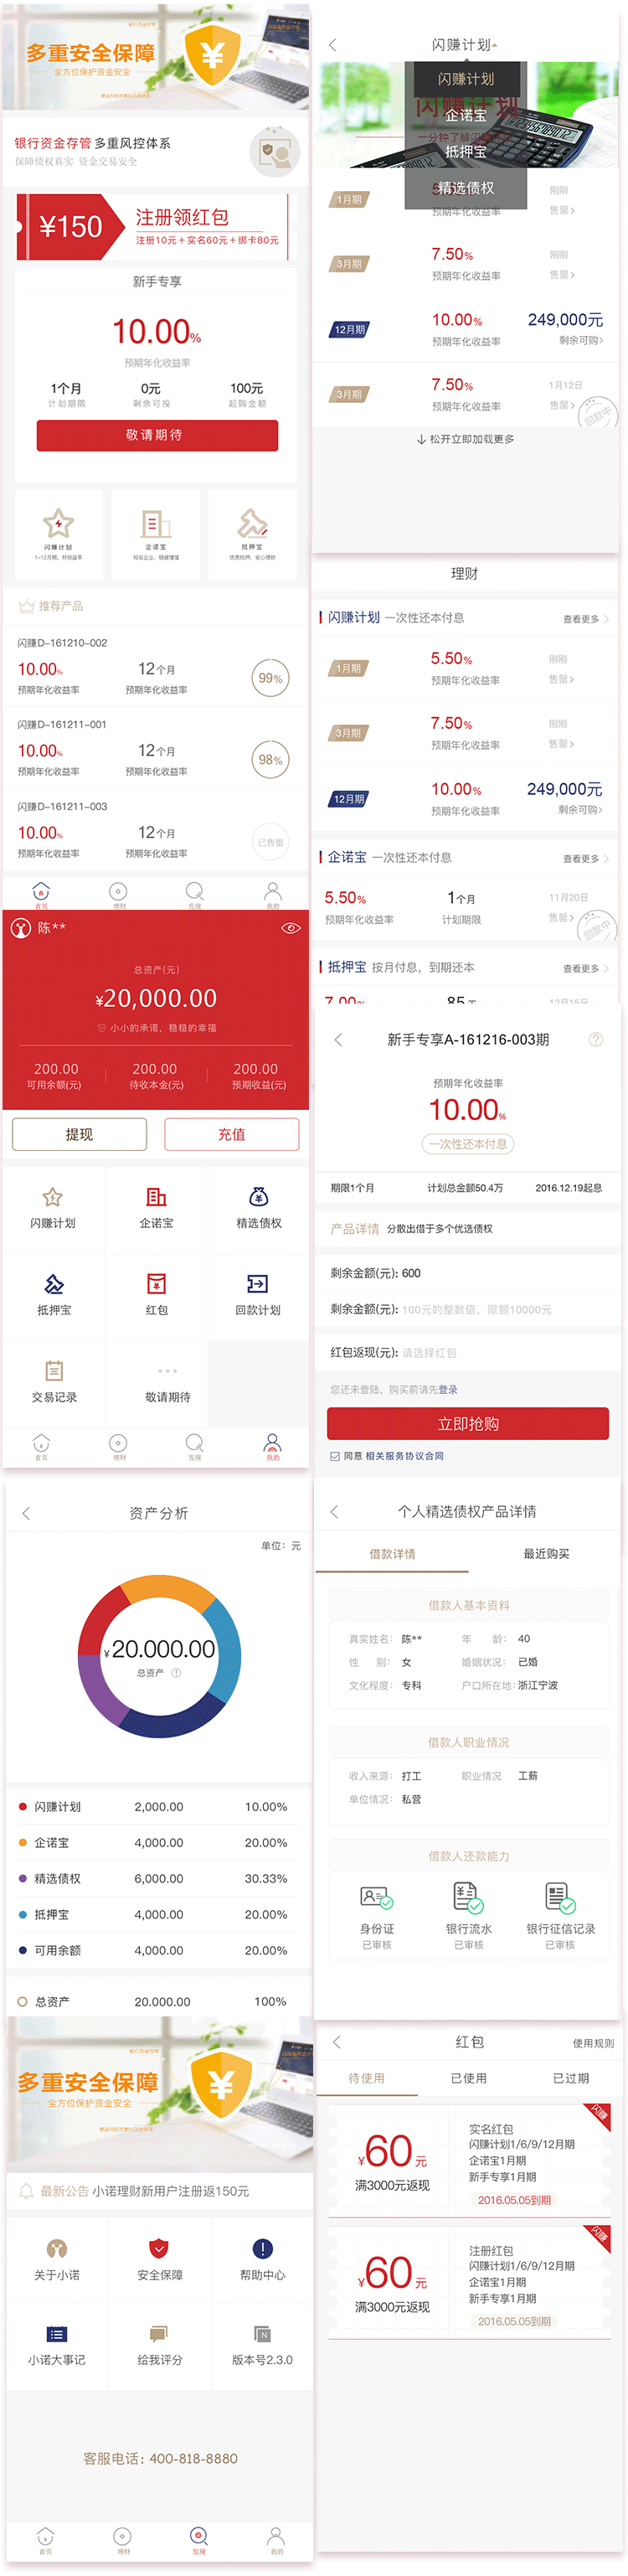 多重安全保障
全方位保护资金安全
银行资金存管 多重风控体系
保障债权真实 资金交易安全
¥150
注册领红包
注册10元+实名60元+绑卡80元
新手专享
10.00%
预期年化收益率
1个月 0元 100元
计划期限 剩余可投 起购金额
敬请期待
闪赚计划 企诺宝 抵押宝
1-12月期，好收益率 知名企业，稳健增值 优质抵押，安心理财
推荐产品
闪赚D-161210-002
10.00% 12个月 99%
预期年化收益率 预期年化收益率
闪赚D-161211-001
10.00% 12个月 98%
预期年化收益率 预期年化收益率
闪赚D-161211-003
10.00% 12个月 已售罄
预期年化收益率 预期年化收益率
首页 理财 发现 我的
陈**
总资产(元)
¥20,000.00
小小的承诺，稳稳的幸福
200.00 200.00 200.00
可用余额(元) 待收本金(元) 预期收益(元)
提现 充值
闪赚计划 企诺宝 精选债权
抵押宝 红包 回款计划
交易记录 敬请期待
首页 理财 发现 我的
资产分析
单位：元
¥20.000.00
总资产
闪赚计划 2,000.00 10.00%
企诺宝 4,000.00 20.00%
精选债权 6,000.00 30.33%
抵押宝 4,000.00 20.00%
可用余额 4,000.00 20.00%
总资产 20.000.00 100%
多重安全保障
全方位保护资金安全
最新公告 小诺理财新用户注册返150元
关于小诺 安全保障 帮助中心
小诺大事记 给我评分 版本号2.3.0
客服电话：400-818-8880
首页 理财 发现 我的
闪赚计划
闪赚计划
企诺宝
抵押宝
精选债权
闪赚计划
一分钟了解闪赚计划
1月期 刚刚
预期年化收益率 售罄
3月期 7.50% 刚刚
预期年化收益率 售罄
12月期 10.00% 249,000元
预期年化收益率 剩余可购
3月期 7.50% 1月12日
预期年化收益率 售罄
回款中
松开立即加载更多
理财
闪赚计划 一次性还本付息 查看更多
1月期 5.50% 刚刚
预期年化收益率 售罄
3月期 7.50% 刚刚
预期年化收益率 售罄
12月期 10.00% 249,000元
预期年化收益率 剩余可购
企诺宝 一次性还本付息 查看更多
5.50% 1个月 11月20日
预期年化收益率 计划期限 售罄
回款中
抵押宝 按月付息，到期还本 查看更多
7.00% 85天 12月15日
新手专享A-161216-003期
预期年化收益率
10.00%
一次性还本付息
期限1个月 计划总金额50.4万 2016.12.19起息
产品详情 分散出借于多个优选债权
剩余金额(元): 600
剩余金额(元): 100元的整数值，限额10000元
红包返现(元): 请选择红包
您还未登陆，购买前请先登录
立即抢购
同意 相关服务协议合同
个人精选债权产品详情
借款详情 最近购买
借款人基本资料
真实姓名： 陈** 年 龄： 40
性 别： 女 婚姻状况： 已婚
文化程度： 专科 户口所在地： 浙江宁波
借款人职业情况
收入来源： 打工 职业情况 工薪
单位情况： 私营
借款人还款能力
身份证 银行流水 银行征信记录
已审核 已审核 已审核
红包 使用规则
待使用 已使用 已过期
闪赚
实名红包
¥60元
闪赚计划1/6/9/12月期
企诺宝1月期
满3000元返现
新手专享1月期
2016.05.05到期
闪赚
注册红包
¥60元
闪赚计划1/6/9/12月期
企诺宝1月期
满3000元返现
新手专享1月期
2016.05.05到期